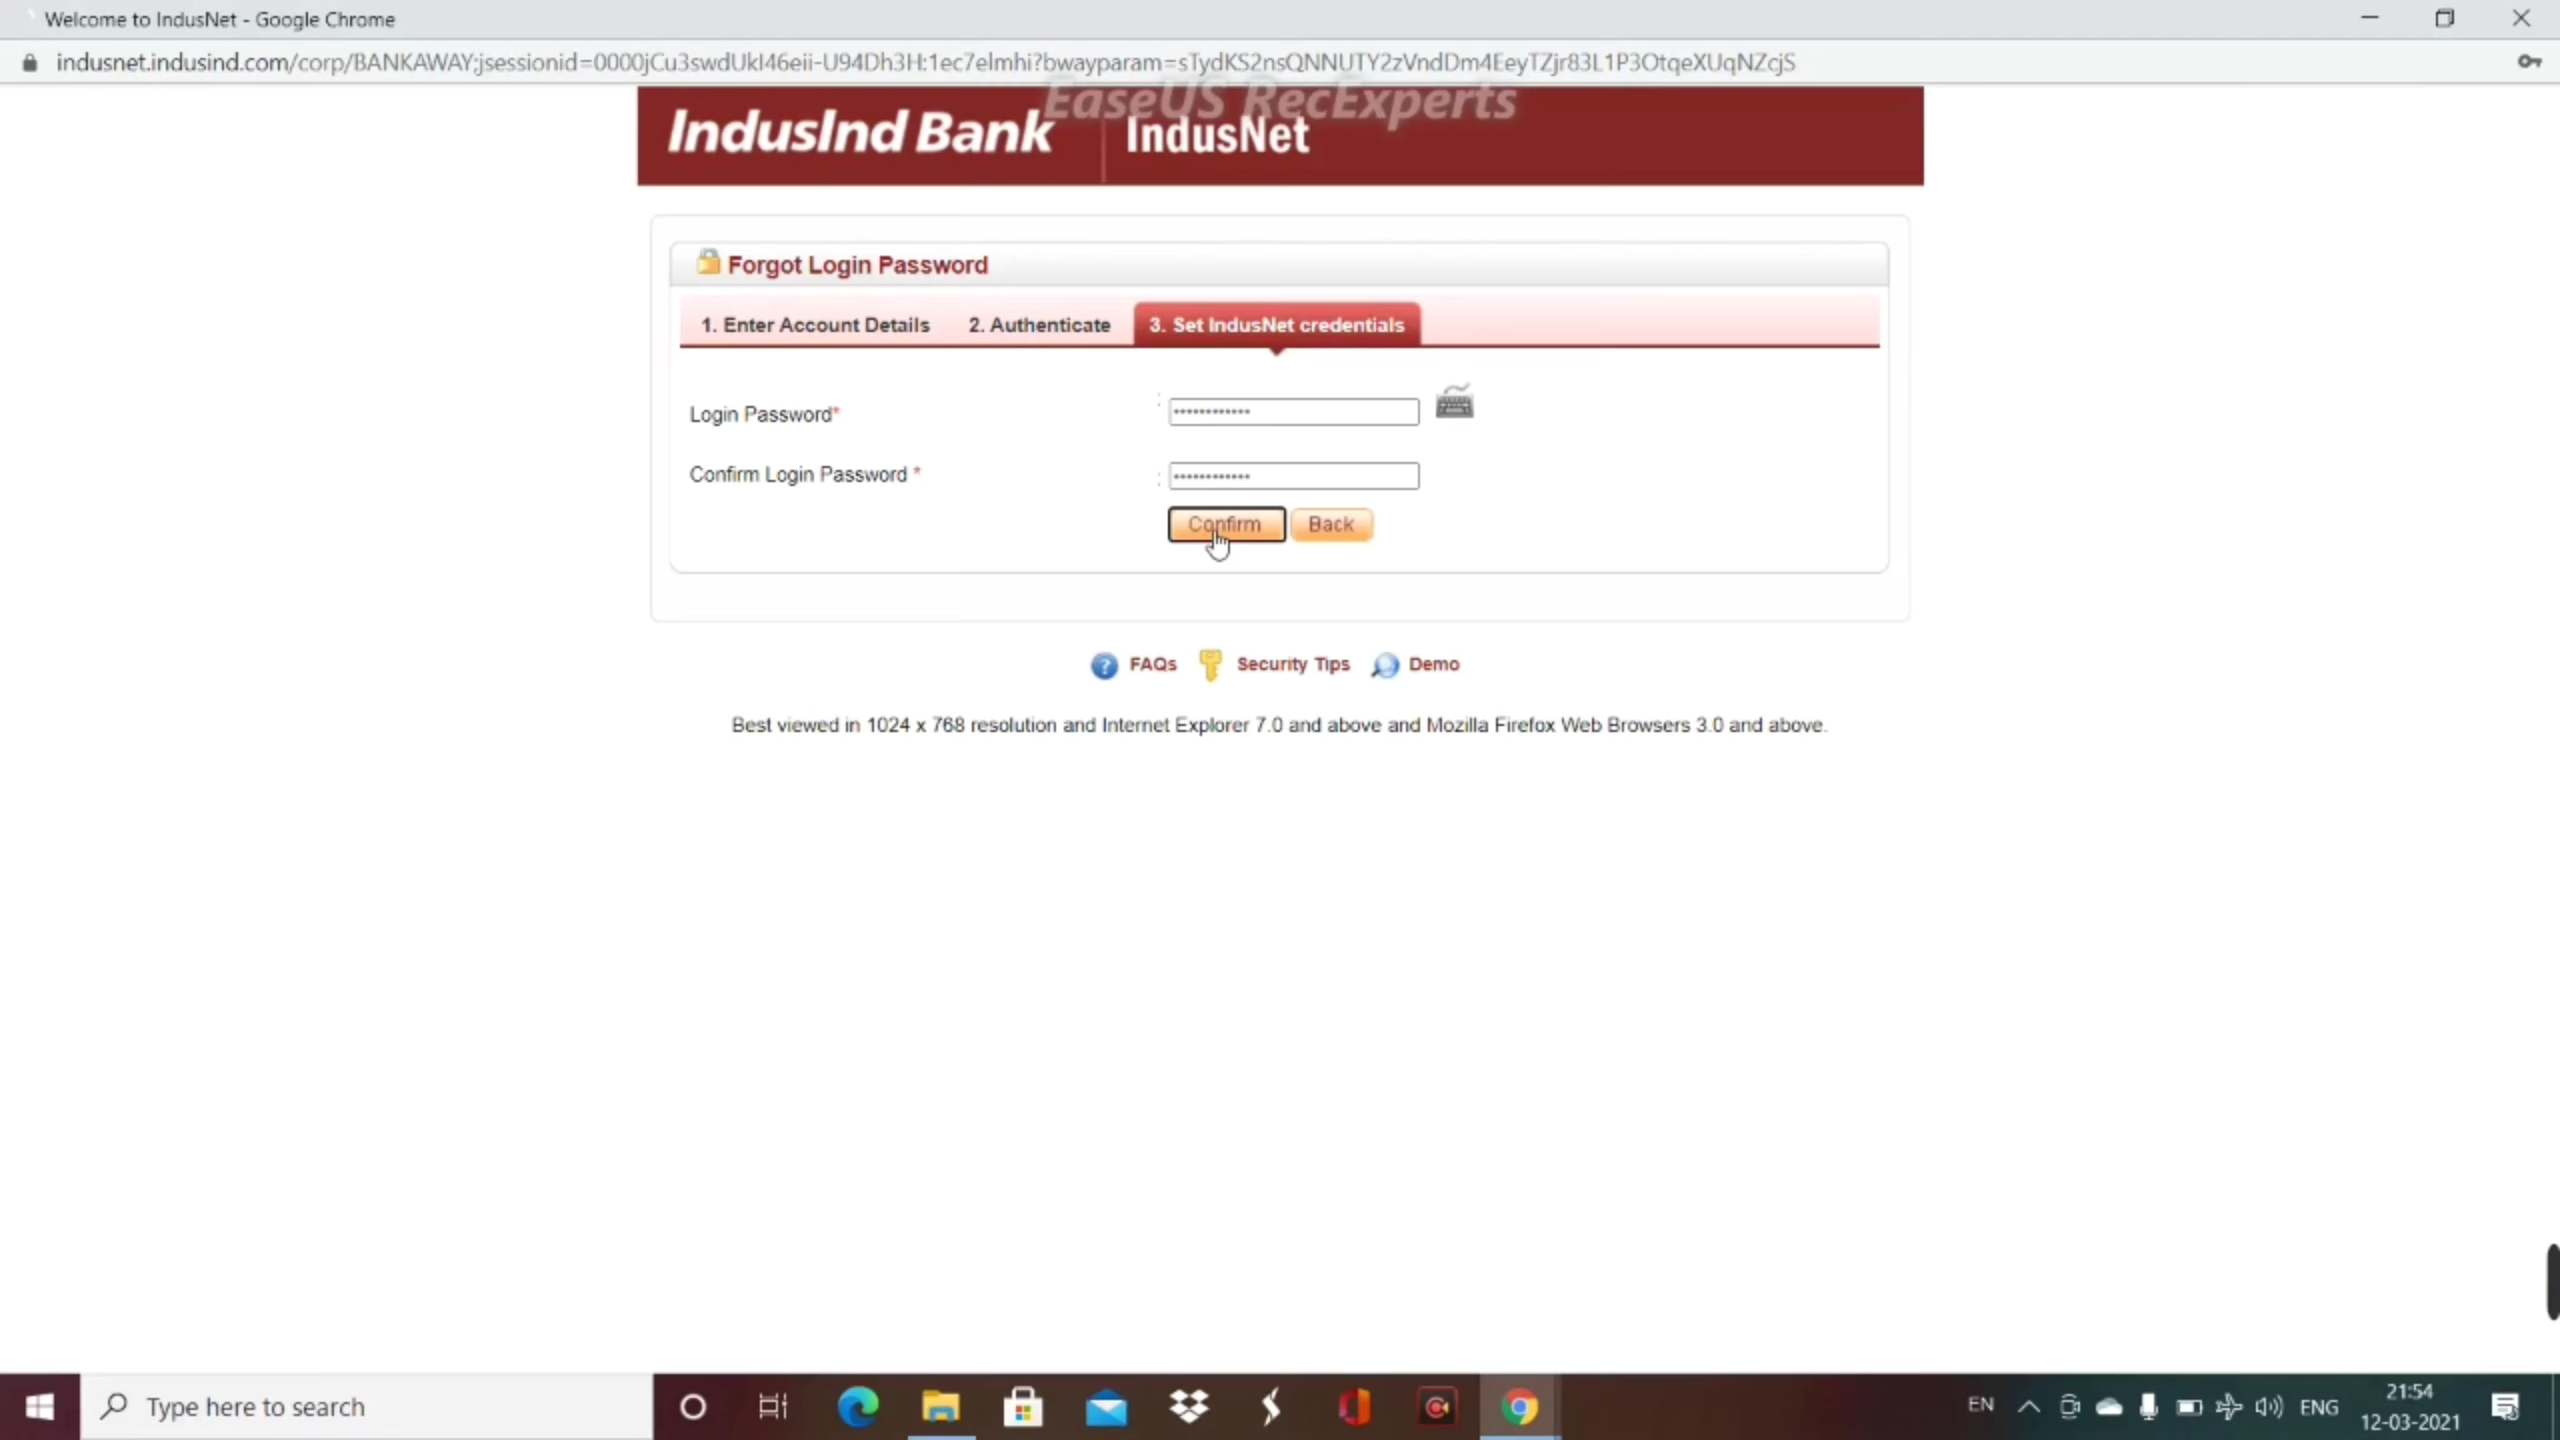 Welcome to IndusNet - Google Chrome
indusnet.indusind.com/corp/BANKAWAY;jsessionid=0000jCu3swdUkI46eii-U94Dh3H:1ec7elmhi?bwayparam=sTydKS2nsQNNUTY2zVndDm4EeyTZjr83L1P3OtqeXUqNZcjS
EaseUS RecExperts
IndusInd Bank IndusNet
Forgot Login Password
1. Enter Account Details 2. Authenticate 3. Set IndusNet credentials
Login Password* : ••••••••••••
Confirm Login Password * : ••••••••••••
Confirm Back
FAQs Security Tips Demo
Best viewed in 1024 x 768 resolution and Internet Explorer 7.0 and above and Mozilla Firefox Web Browsers 3.0 and above.
Type here to search
EN ENG 21:54
12-03-2021